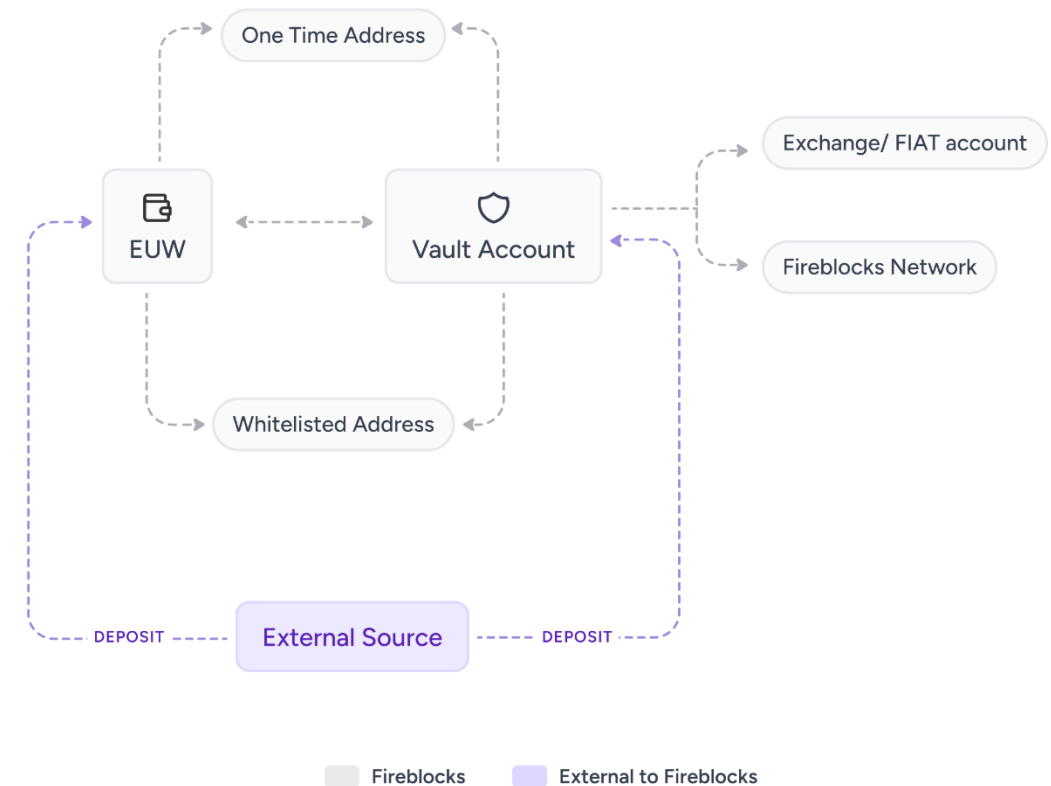 One Time Address
Exchange/ FIAT account
EUW
Vault Account
Fireblocks Network
Whitelisted Address
DEPOSIT
External Source
DEPOSIT
Fireblocks
External to Fireblocks